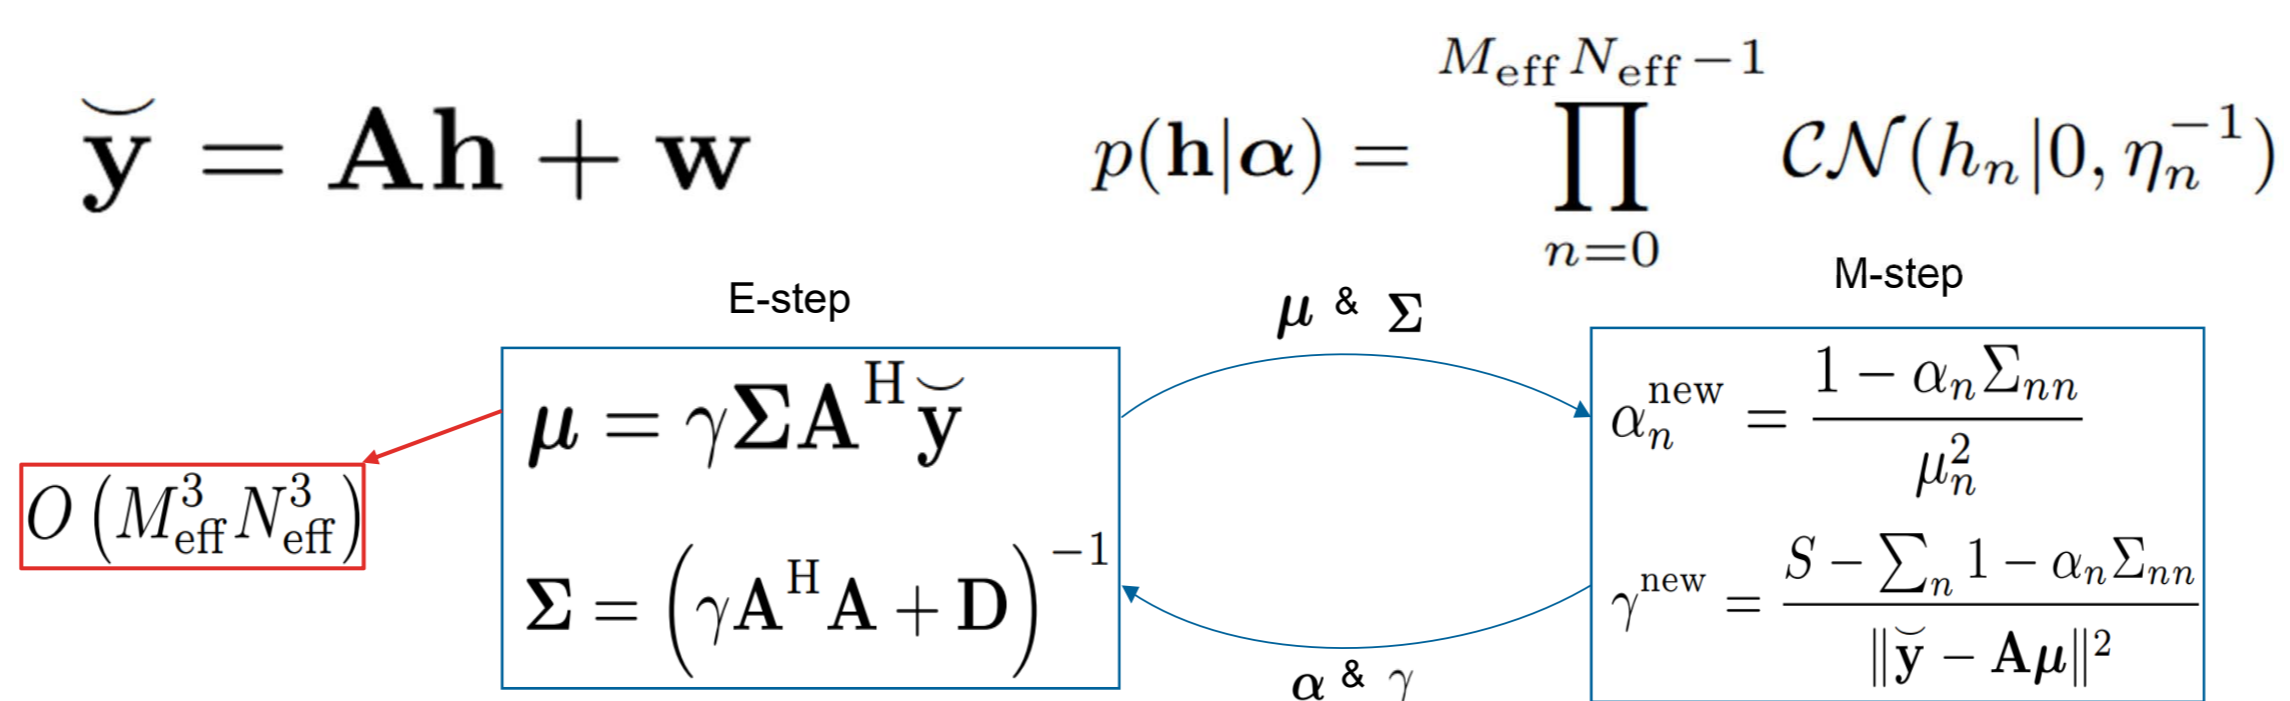 y̆ = Ah + w
p(h|α) = ∏_{n=0}^{M_eff N_eff −1} 𝒞𝒩(h_n|0, η_n^{−1})
E-step
μ & Σ
M-step
μ = γΣA^H y̆
Σ = (γA^H A + D)^{−1}
O (M_eff^3 N_eff^3)
α_n^new = (1 − α_n Σ_nn) / μ_n^2
γ^new = (S − ∑_n 1 − α_n Σ_nn) / ‖y̆ − Aμ‖^2
α & γ